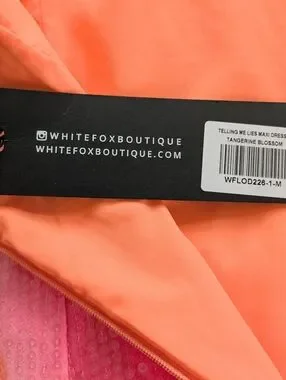 WHITEFOXBOUTIQUE
WHITEFOXBOUTIQUE.COM
TELLING ME LIES MAXI DRESS
TANGERINE BLOSSOM
WFLOD226-1-M